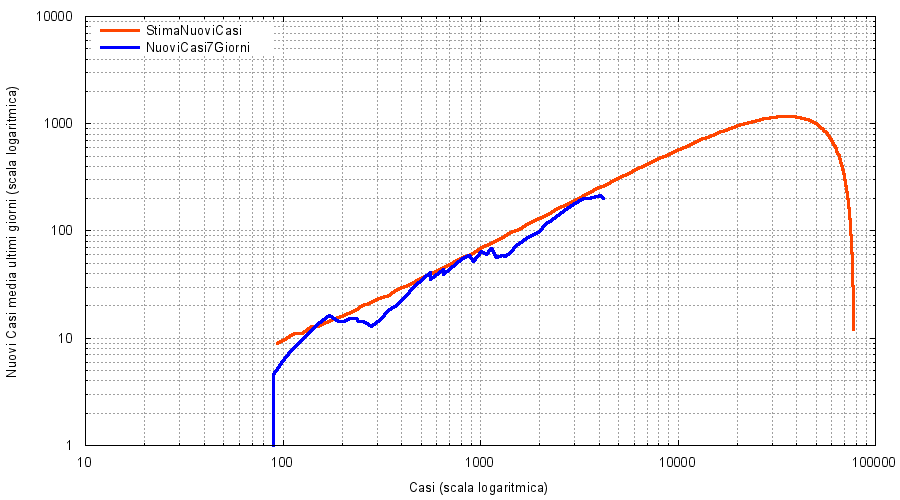 10000
StimaNuoviCasi
NuoviCasi7Giorni
1000
100
10
1
Nuovi Casi media ultimi giorni (scala logaritmica)
10 100 1000 10000 100000
Casi (scala logaritmica)